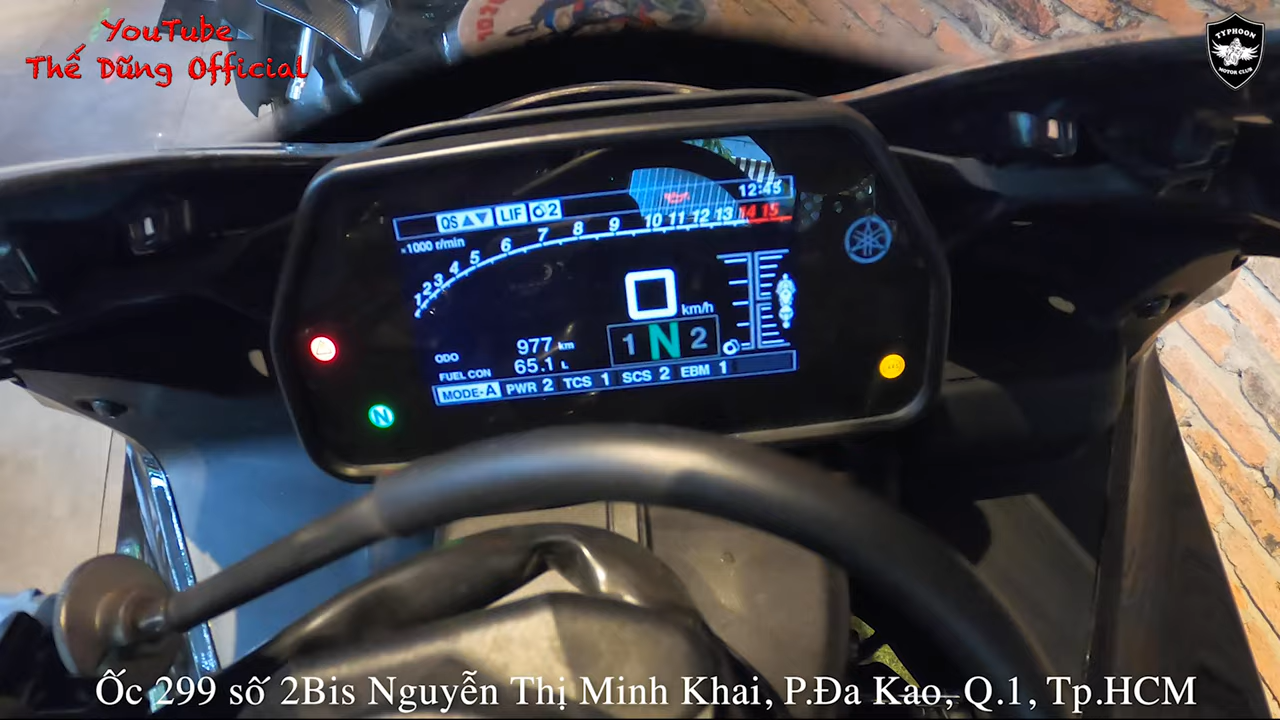 YouTube
Thế Dũng Official
TYPHOON
MOTOR CLUB
12:45
QS LIF 2
×1000 r/min
1 2 3 4 5 6 7 8 9 10 11 12 13 14 15
0 km/h
1 N 2
ODO 977 km
FUEL CON 65.1 L
MODE-A PWR 2 TCS 1 SCS 2 EBM 1
N
Ốc 299 số 2Bis Nguyễn Thị Minh Khai, P.Đa Kao, Q.1, Tp.HCM